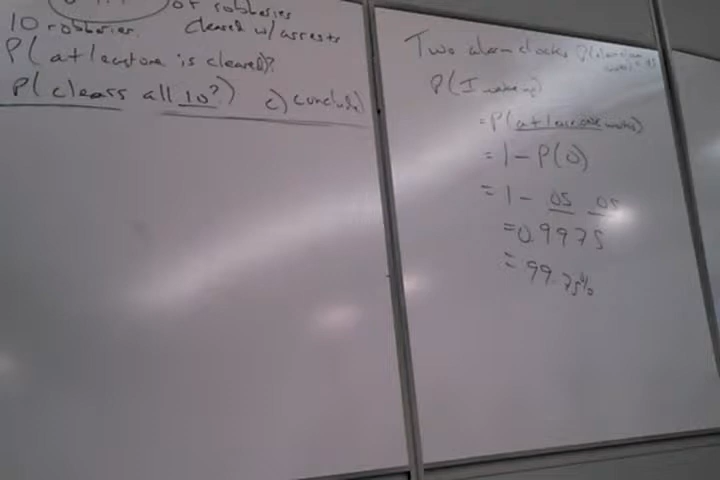 of robberies
10 robberies. cleared w/ arrests
P(at least one is cleared)?
P(clears all 10?) c) conclude
Two alarm clocks
P(I wake up)
= P(at least one works)
= 1 - P(0)
= 1 - .05 .05
= 0.9975
= 99.75%